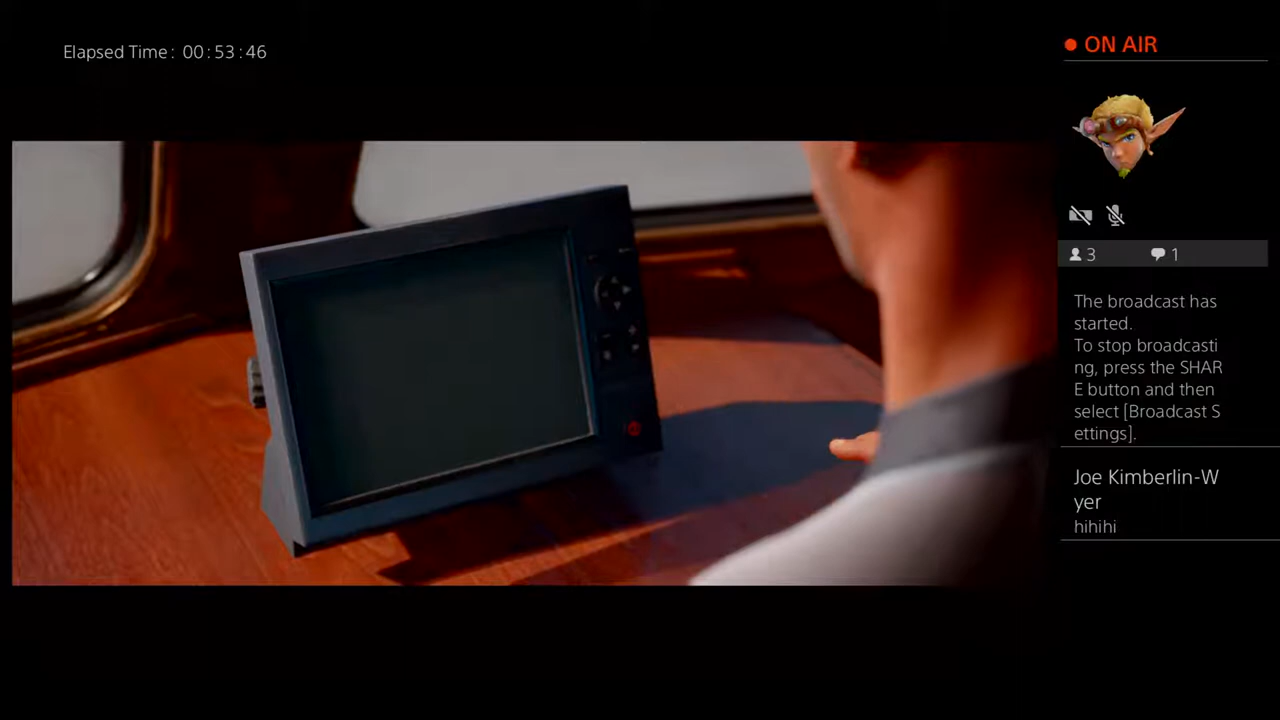 Elapsed Time: 00:53:46
ON AIR
3
1
The broadcast has
started.
To stop broadcasti
ng, press the SHAR
E button and then
select [Broadcast S
ettings].
Joe Kimberlin-W
yer
hihihi